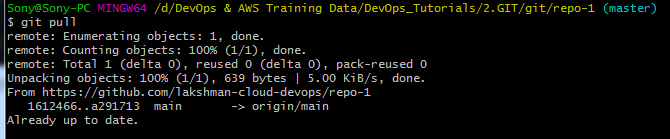 Sony@Sony-PC MINGW64 /d/DevOps & AWS Training Data/DevOps_Tutorials/2.GIT/git/repo-1 (master)
$ git pull
remote: Enumerating objects: 1, done.
remote: Counting objects: 100% (1/1), done.
remote: Total 1 (delta 0), reused 0 (delta 0), pack-reused 0
Unpacking objects: 100% (1/1), 639 bytes | 5.00 KiB/s, done.
From https://github.com/lakshman-cloud-devops/repo-1
   1612466..a291713  main       -> origin/main
Already up to date.